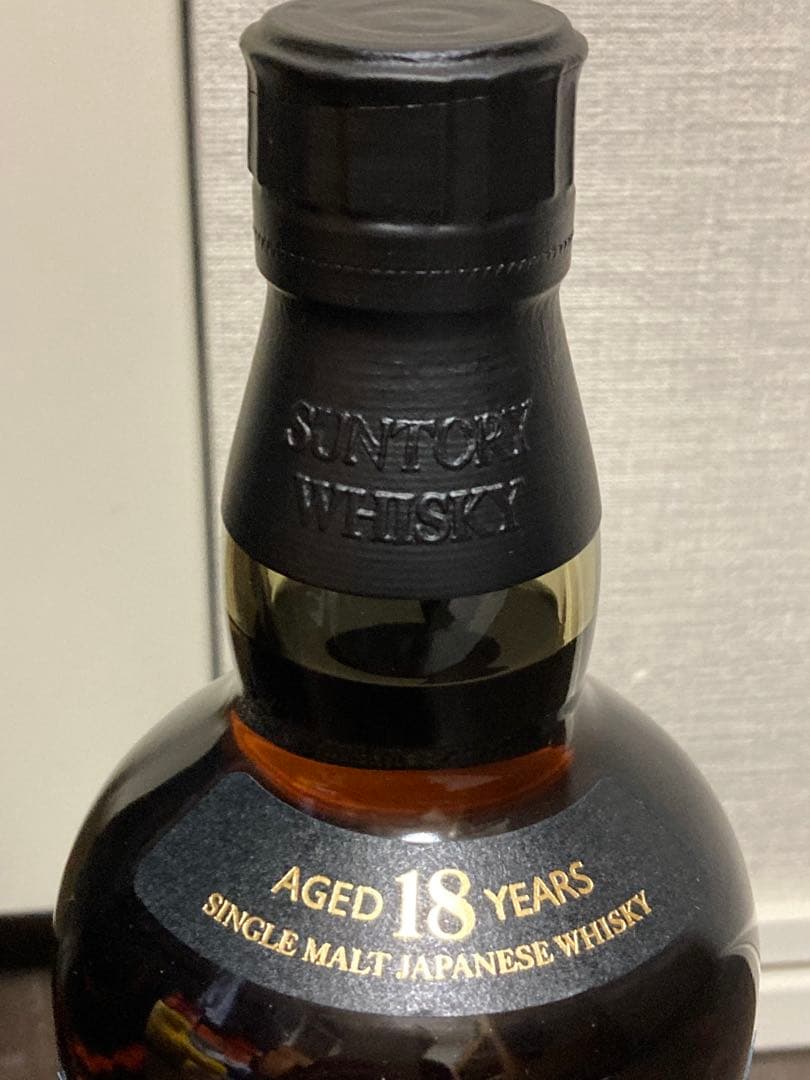 SUNTORY
WHISKY
AGED 18 YEARS
SINGLE MALT JAPANESE WHISKY